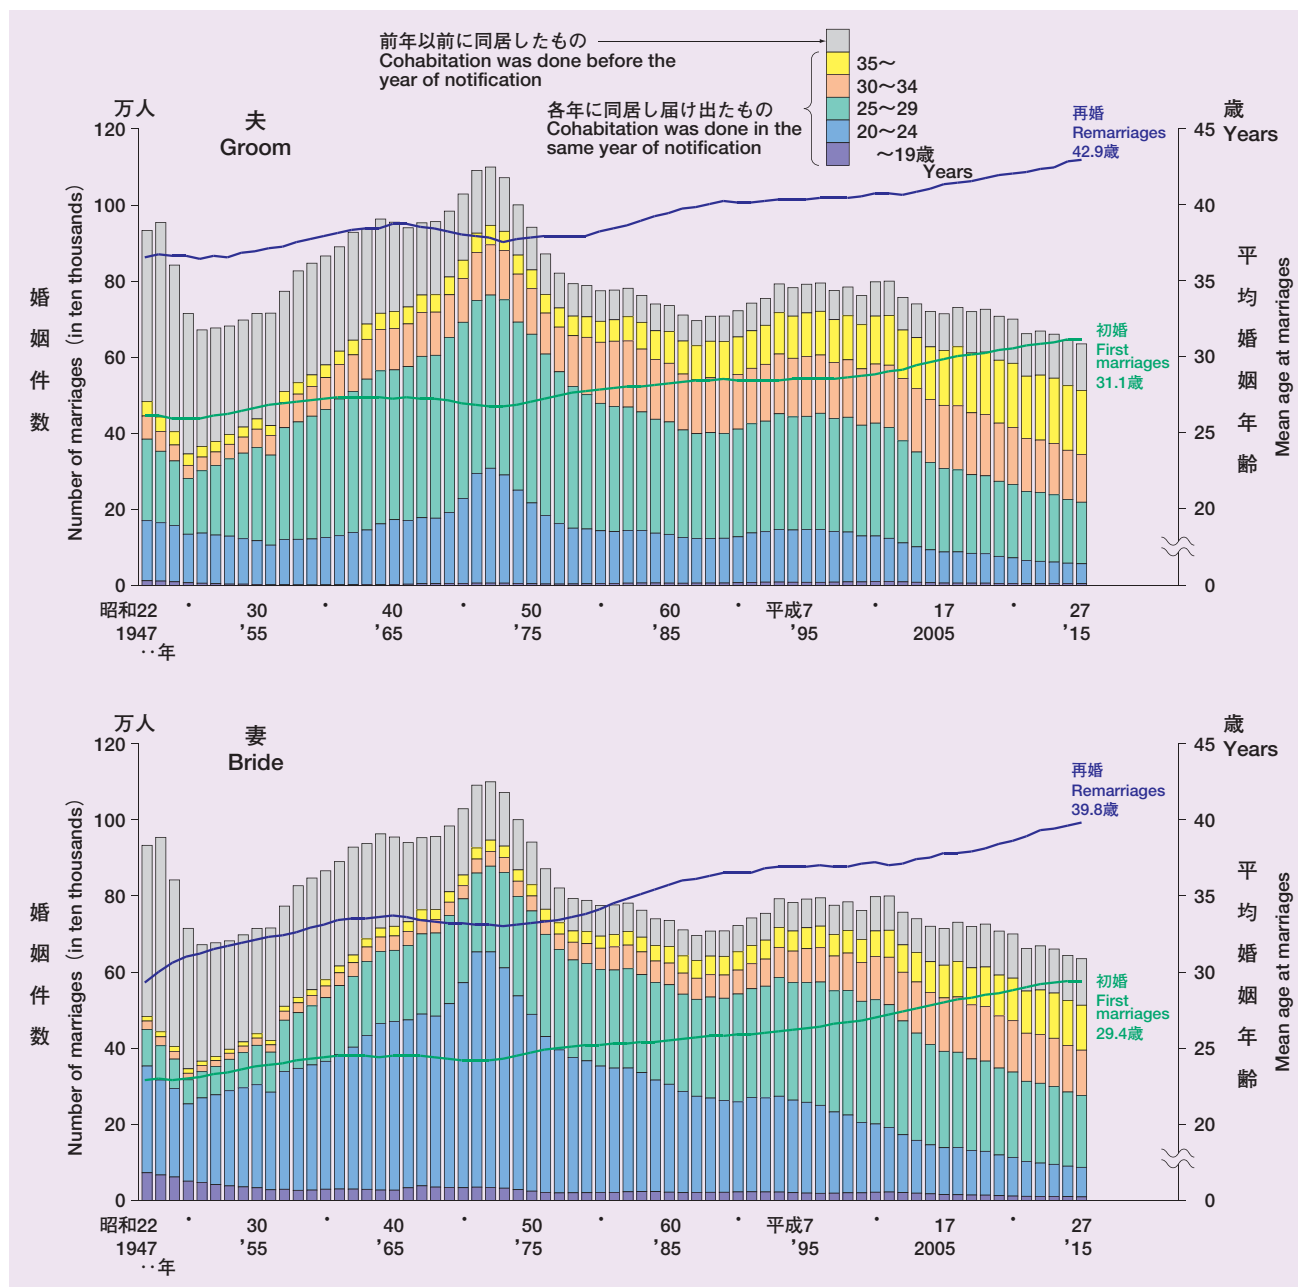 前年以前に同居したもの
Cohabitation was done before the
year of notification
各年に同居し届け出たもの
Cohabitation was done in the
same year of notification
35〜
30〜34
25〜29
20〜24
〜19歳
Years
万人
夫
Groom
歳
Years
再婚
Remarriages
42.9歳
初婚
First
marriages
31.1歳
120
100
80
60
40
20
0
45
40
35
30
25
20
0
婚姻件数
Number of marriages (in ten thousands)
平均婚姻年齢
Mean age at marriages
昭和22 ・ 30 ・ 40 ・ 50 ・ 60 ・ 平成7 ・ 17 ・ 27
1947 ’55 ’65 ’75 ’85 ’95 2005 ’15
‥年
万人
妻
Bride
歳
Years
再婚
Remarriages
39.8歳
初婚
First
marriages
29.4歳
120
100
80
60
40
20
0
45
40
35
30
25
20
0
婚姻件数
Number of marriages (in ten thousands)
平均婚姻年齢
Mean age at marriages
昭和22 ・ 30 ・ 40 ・ 50 ・ 60 ・ 平成7 ・ 17 ・ 27
1947 ’55 ’65 ’75 ’85 ’95 2005 ’15
‥年